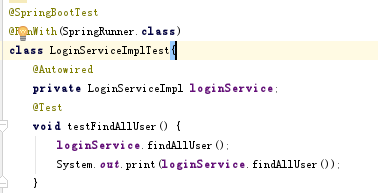 @SpringBootTest
@RunWith(SpringRunner.class)
class LoginServiceImplTest{
@Autowired
private LoginServiceImpl loginService;
@Test
void testFindAllUser() {
loginService.findAllUser();
System.out.print(loginService.findAllUser());
}